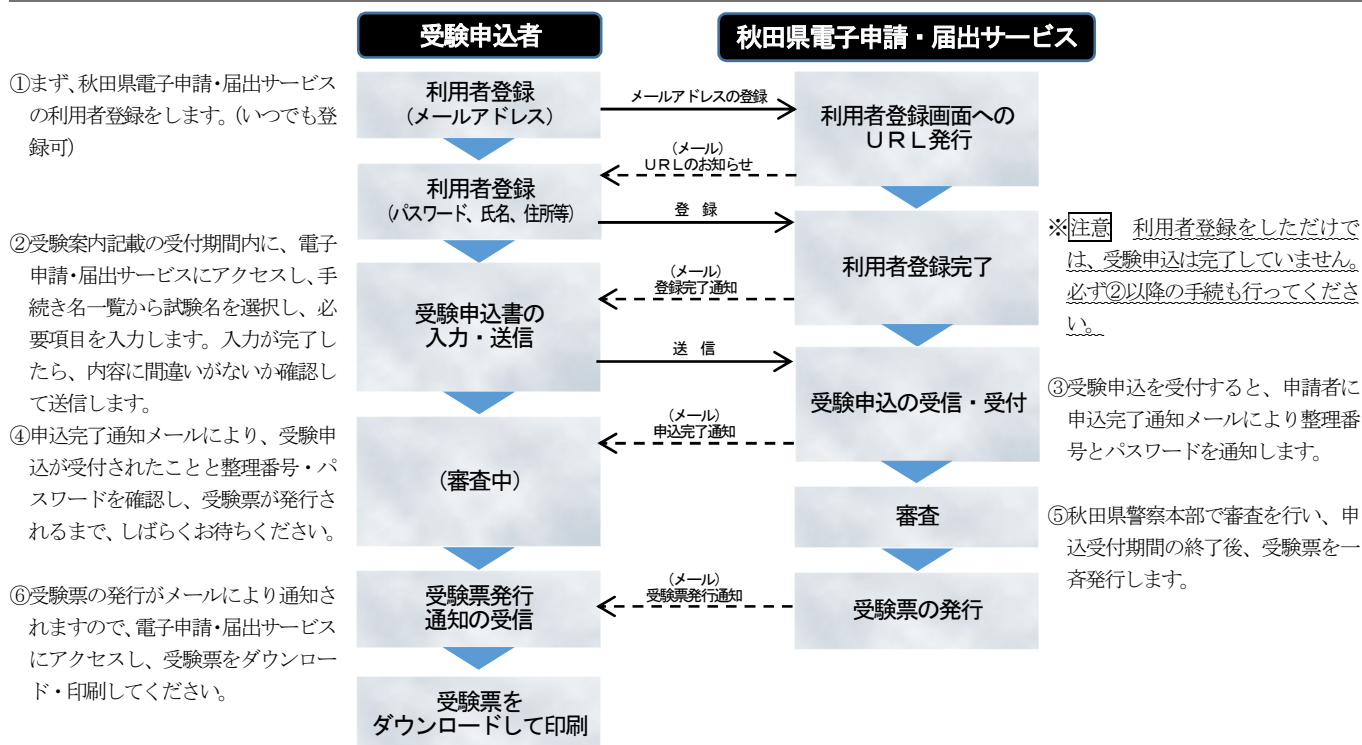 受験申込者
秋田県電子申請・届出サービス
①まず、秋田県電子申請・届出サービス
の利用者登録をします。(いつでも登
録可)
利用者登録
（メールアドレス）
メールアドレスの登録
利用者登録画面への
ＵＲＬ発行
（メール）
ＵＲＬのお知らせ
利用者登録
（パスワード、氏名、住所等）
登 録
利用者登録完了
（メール）
登録完了通知
※注意　利用者登録をしただけで
は、受験申込は完了していません。
必ず②以降の手続も行ってくださ
い。
②受験案内記載の受付期間内に、電子
申請・届出サービスにアクセスし、手
続き名一覧から試験名を選択し、必
要項目を入力します。入力が完了し
たら、内容に間違いがないか確認し
て送信します。
受験申込書の
入力・送信
送 信
受験申込の受信・受付
（メール）
申込完了通知
③受験申込を受付すると、申請者に
申込完了通知メールにより整理番
号とパスワードを通知します。
④申込完了通知メールにより、受験申
込が受付されたことと整理番号・パ
スワードを確認し、受験票が発行さ
れるまで、しばらくお待ちください。
（審査中）
審査
⑤秋田県警察本部で審査を行い、申
込受付期間の終了後、受験票を一
斉発行します。
⑥受験票の発行がメールにより通知さ
れますので、電子申請・届出サービス
にアクセスし、受験票をダウンロー
ド・印刷してください。
受験票発行
通知の受信
（メール）
受験票発行通知
受験票の発行
受験票を
ダウンロードして印刷